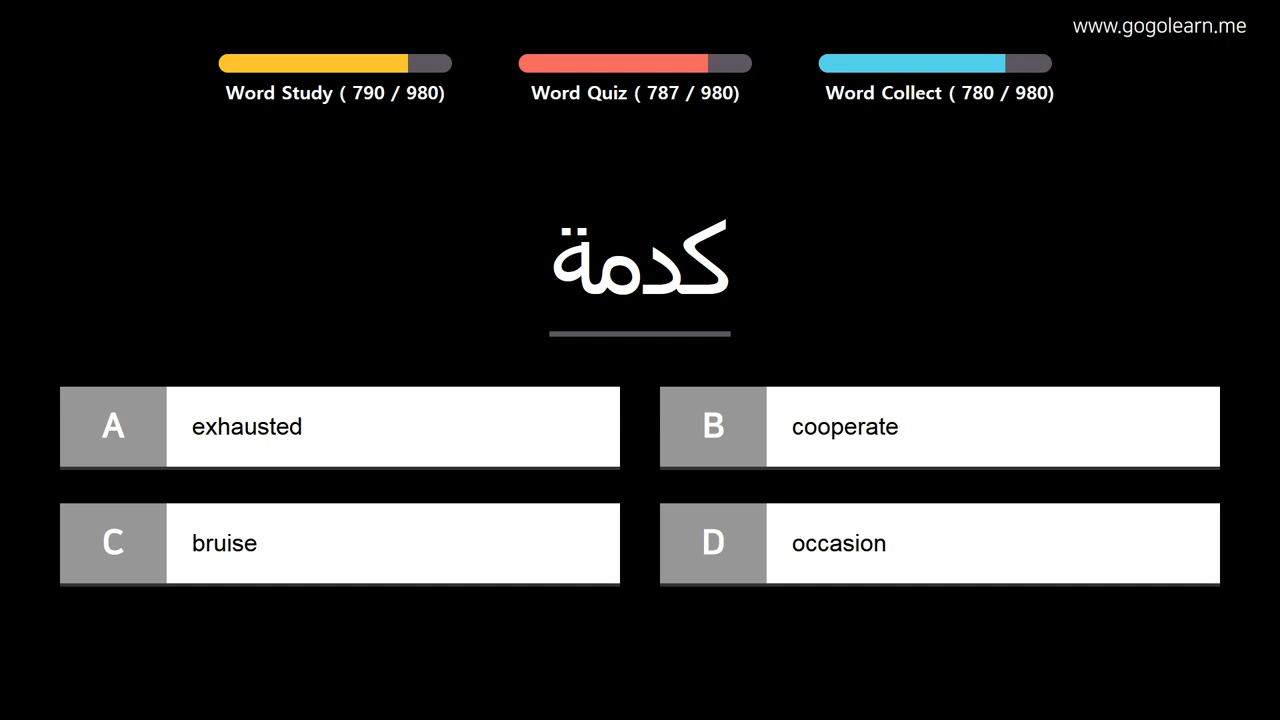 www.gogolearn.me
Word Study ( 790 / 980)
Word Quiz ( 787 / 980)
Word Collect ( 780 / 980)
كدمة
A exhausted
B cooperate
C bruise
D occasion